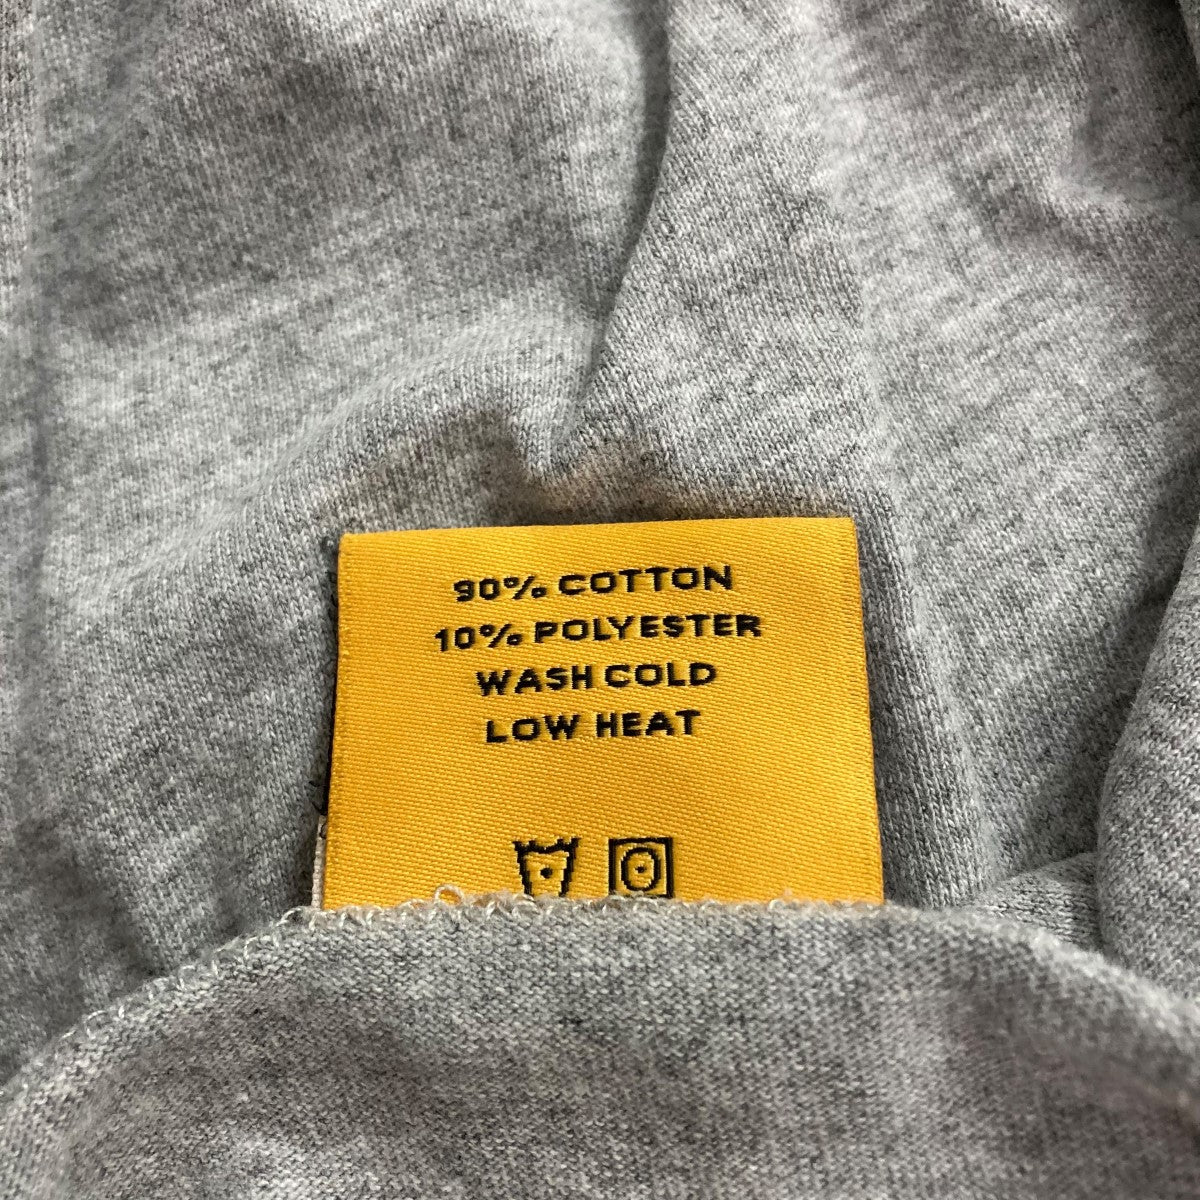 90% COTTON
10% POLYESTER
WASH COLD
LOW HEAT